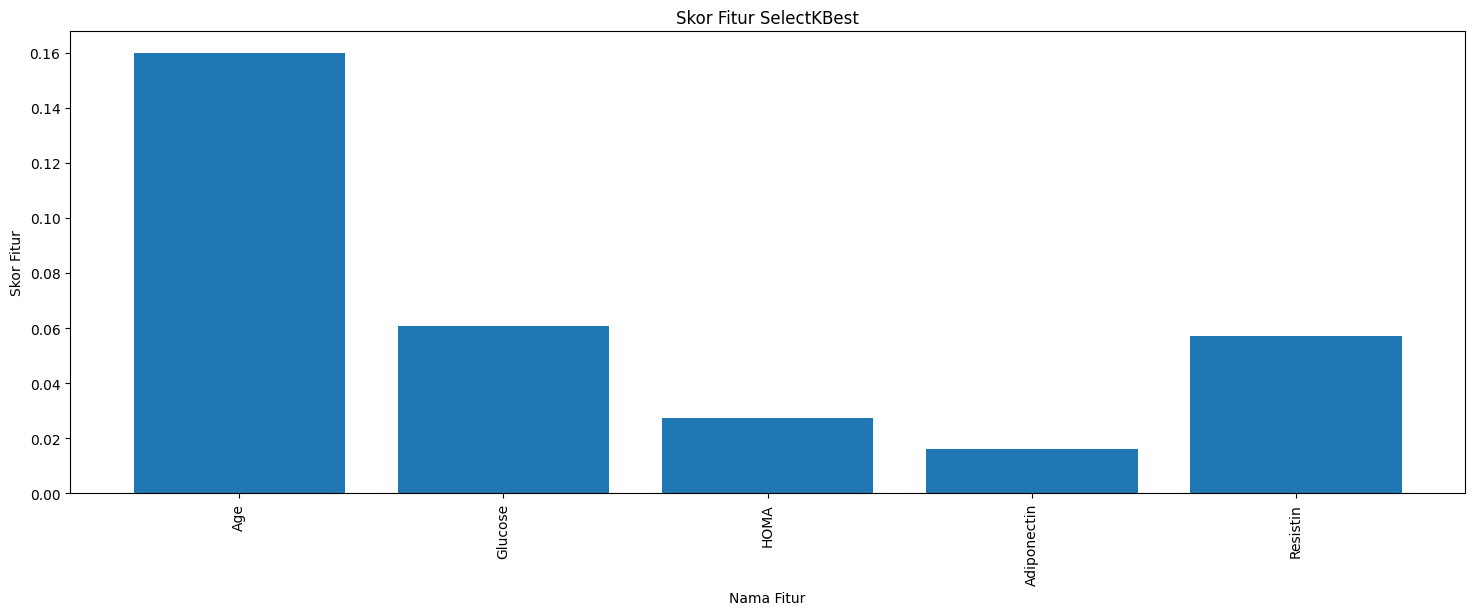 Skor Fitur SelectKBest
Skor Fitur
0.16
0.14
0.12
0.10
0.08
0.06
0.04
0.02
0.00
Age
Glucose
HOMA
Adiponectin
Resistin
Nama Fitur